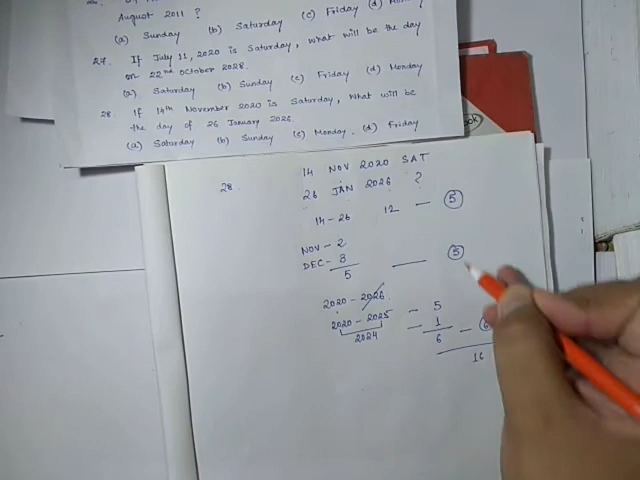 August 2011 ?
(a) Sunday (b) Saturday (c) Friday (d) Monday
27. If July 11, 2020 is Saturday, what will be the day
on 22nd October 2028.
(a) Saturday (b) Sunday (c) Friday (d) Monday
28. If 14th November 2020 is Saturday, What will be
the day of 26 January 2026.
(a) Saturday (b) Sunday (c) Monday. (d) Friday
28. 14 NOV 2020 SAT
26 JAN 2026 ?
14 - 26 12 — 5
NOV - 2
DEC - 3
5 — 5
2020 - 2026
2020 - 2025 - 5
2024 - 1
6 - 6
16